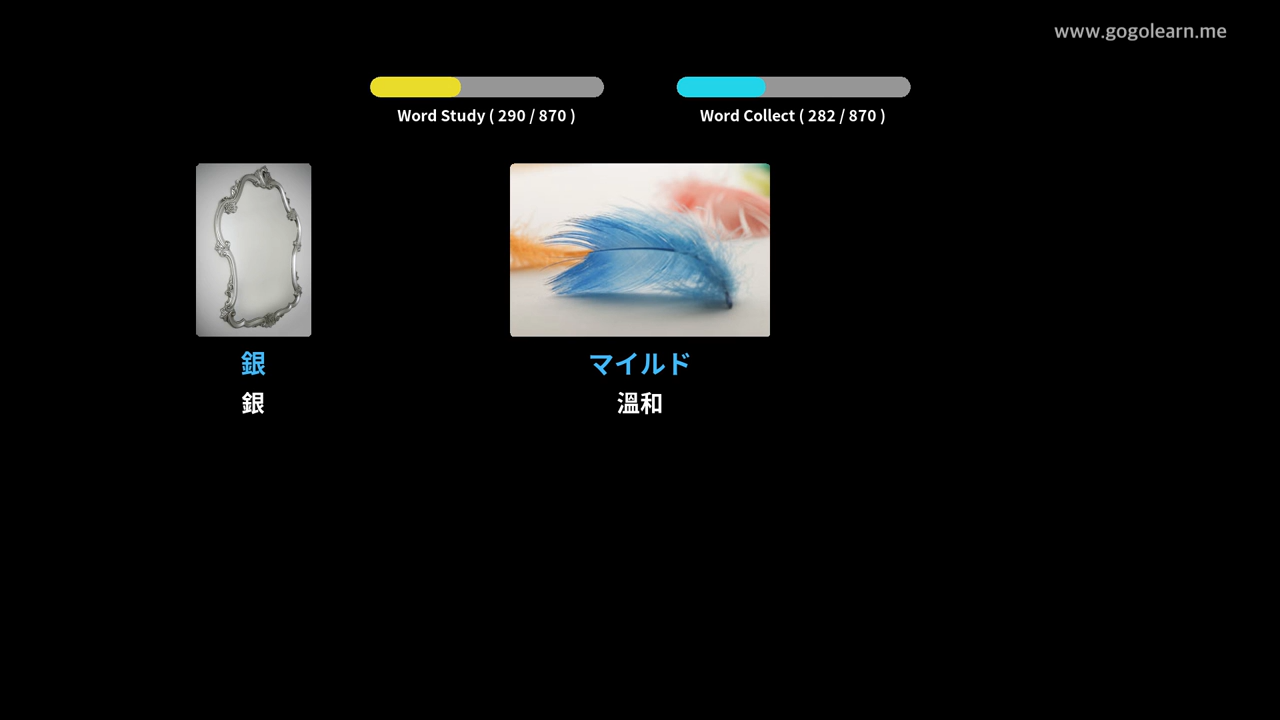 www.gogolearn.me
Word Study ( 290 / 870 )
Word Collect ( 282 / 870 )
銀
銀
マイルド
溫和